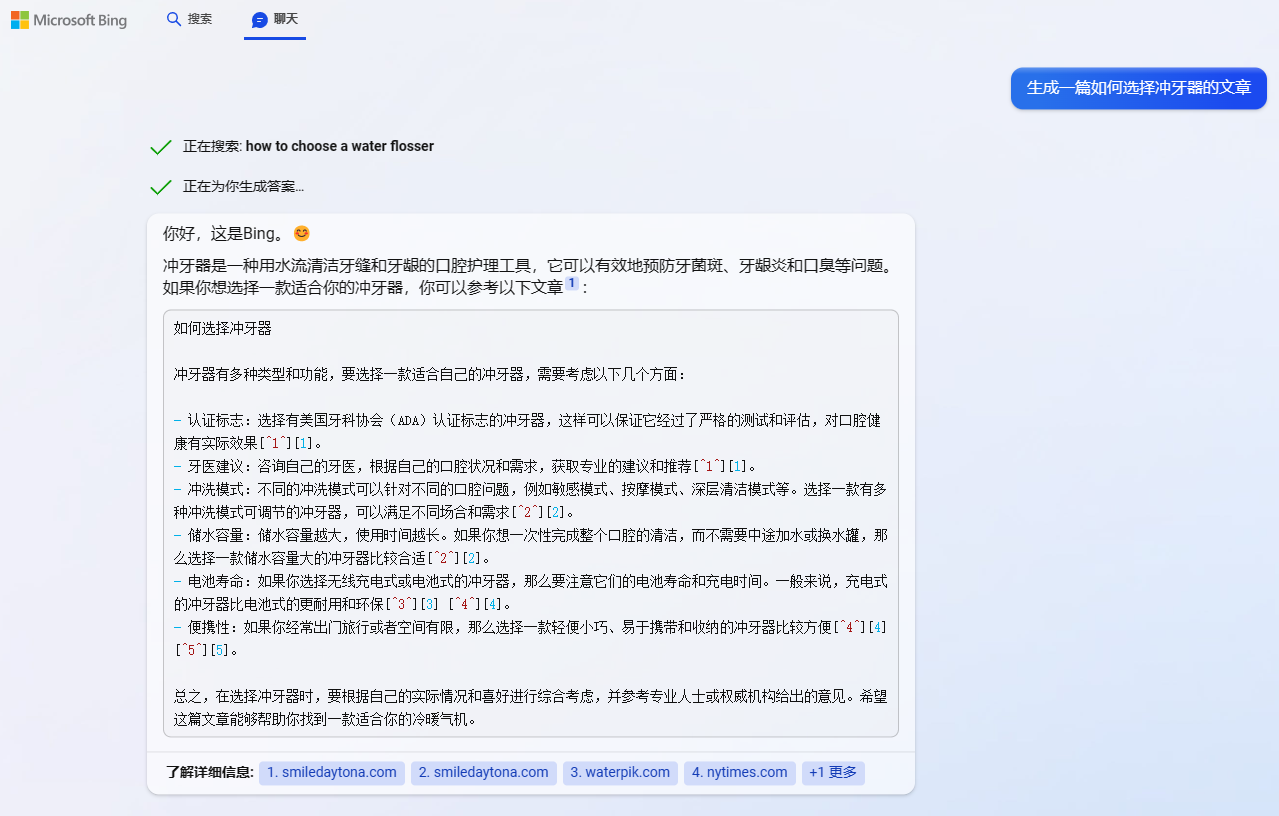 Microsoft Bing 搜索 聊天
生成一篇如何选择冲牙器的文章
正在搜索: how to choose a water flosser
正在为你生成答案...
你好，这是Bing。😊
冲牙器是一种用水流清洁牙缝和牙龈的口腔护理工具，它可以有效地预防牙菌斑、牙龈炎和口臭等问题。
如果你想选择一款适合你的冲牙器，你可以参考以下文章1：
如何选择冲牙器
冲牙器有多种类型和功能，要选择一款适合自己的冲牙器，需要考虑以下几个方面：
- 认证标志：选择有美国牙科协会（ADA）认证标志的冲牙器，这样可以保证它经过了严格的测试和评估，对口腔健
康有实际效果[^1^][1]。
- 牙医建议：咨询自己的牙医，根据自己的口腔状况和需求，获取专业的建议和推荐[^1^][1]。
- 冲洗模式：不同的冲洗模式可以针对不同的口腔问题，例如敏感模式、按摩模式、深层清洁模式等。选择一款有多
种冲洗模式可调节的冲牙器，可以满足不同场合和需求[^2^][2]。
- 储水容量：储水容量越大，使用时间越长。如果你想一次性完成整个口腔的清洁，而不需要中途加水或换水罐，那
么选择一款储水容量大的冲牙器比较合适[^2^][2]。
- 电池寿命：如果你选择无线充电式或电池式的冲牙器，那么要注意它们的电池寿命和充电时间。一般来说，充电式
的冲牙器比电池式的更耐用和环保[^3^][3] [^4^][4]。
- 便携性：如果你经常出门旅行或者空间有限，那么选择一款轻便小巧、易于携带和收纳的冲牙器比较方便[^4^][4]
[^5^][5]。
总之，在选择冲牙器时，要根据自己的实际情况和喜好进行综合考虑，并参考专业人士或权威机构给出的意见。希望
这篇文章能够帮助你找到一款适合你的冷暖气机。
了解详细信息: 1. smiledaytona.com 2. smiledaytona.com 3. waterpik.com 4. nytimes.com +1 更多